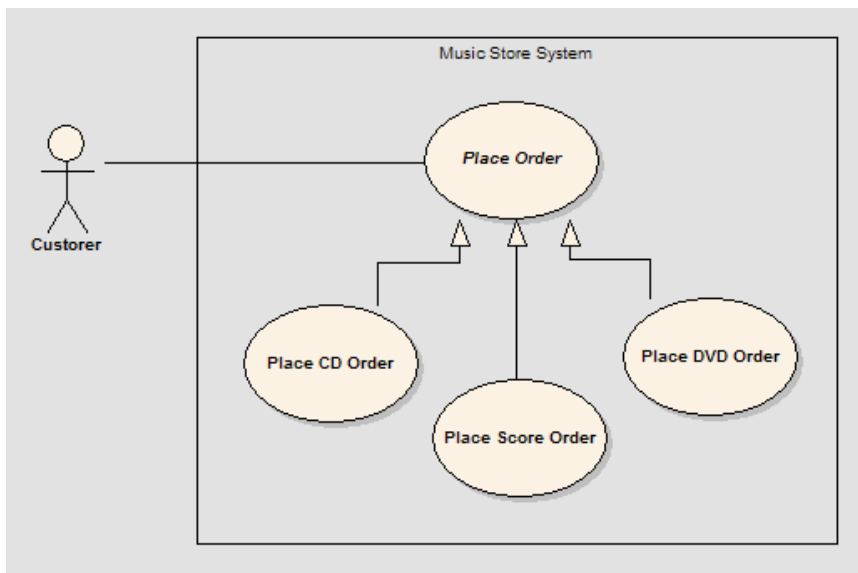 Music Store System
Place Order
Custorer
Place CD Order
Place DVD Order
Place Score Order